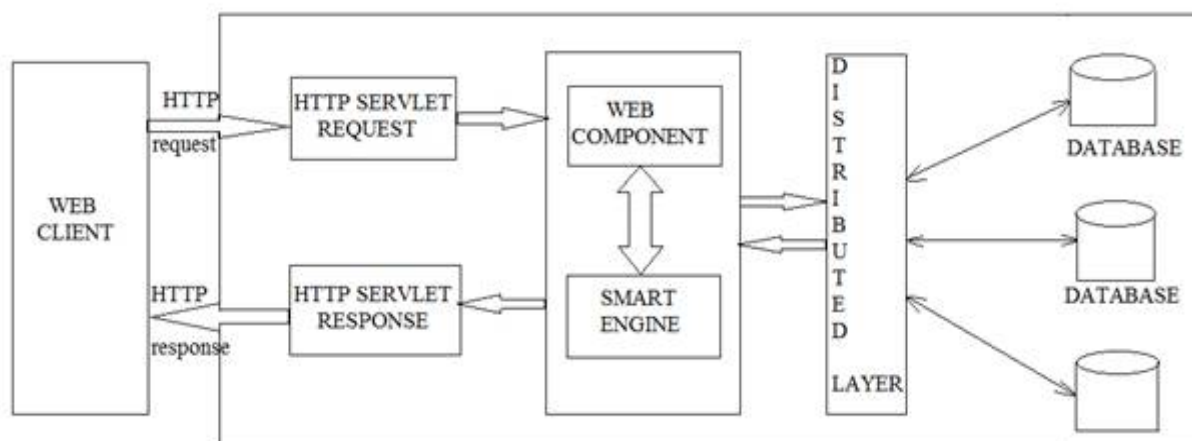 WEB
CLIENT
HTTP
request
HTTP
response
HTTP SERVLET
REQUEST
HTTP SERVLET
RESPONSE
WEB
COMPONENT
SMART
ENGINE
D
I
S
T
R
I
B
U
T
E
D
LAYER
DATABASE
DATABASE